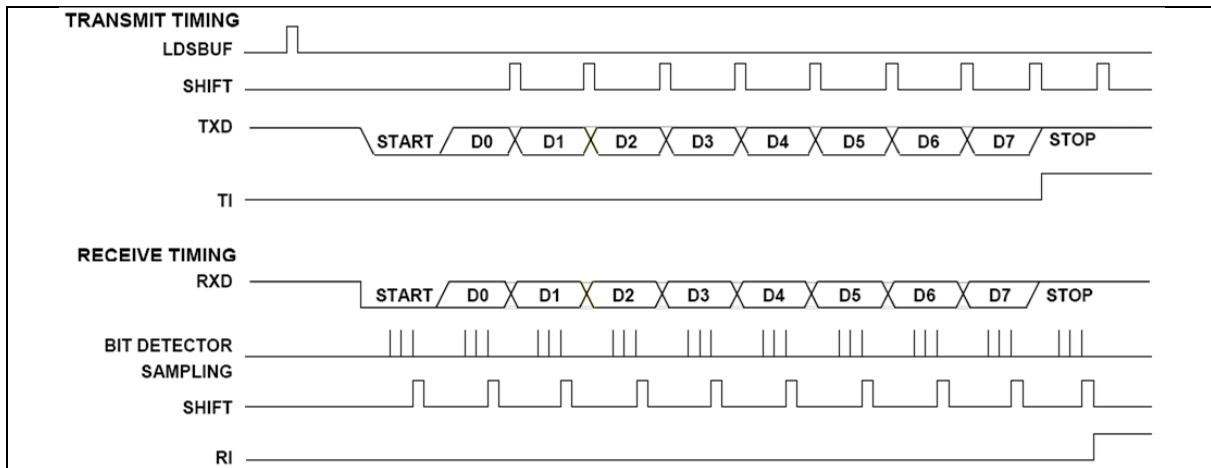 TRANSMIT TIMING
LDSBUF
SHIFT
TXD START D0 D1 D2 D3 D4 D5 D6 D7 STOP
TI
RECEIVE TIMING
RXD START D0 D1 D2 D3 D4 D5 D6 D7 STOP
BIT DETECTOR
SAMPLING
SHIFT
RI